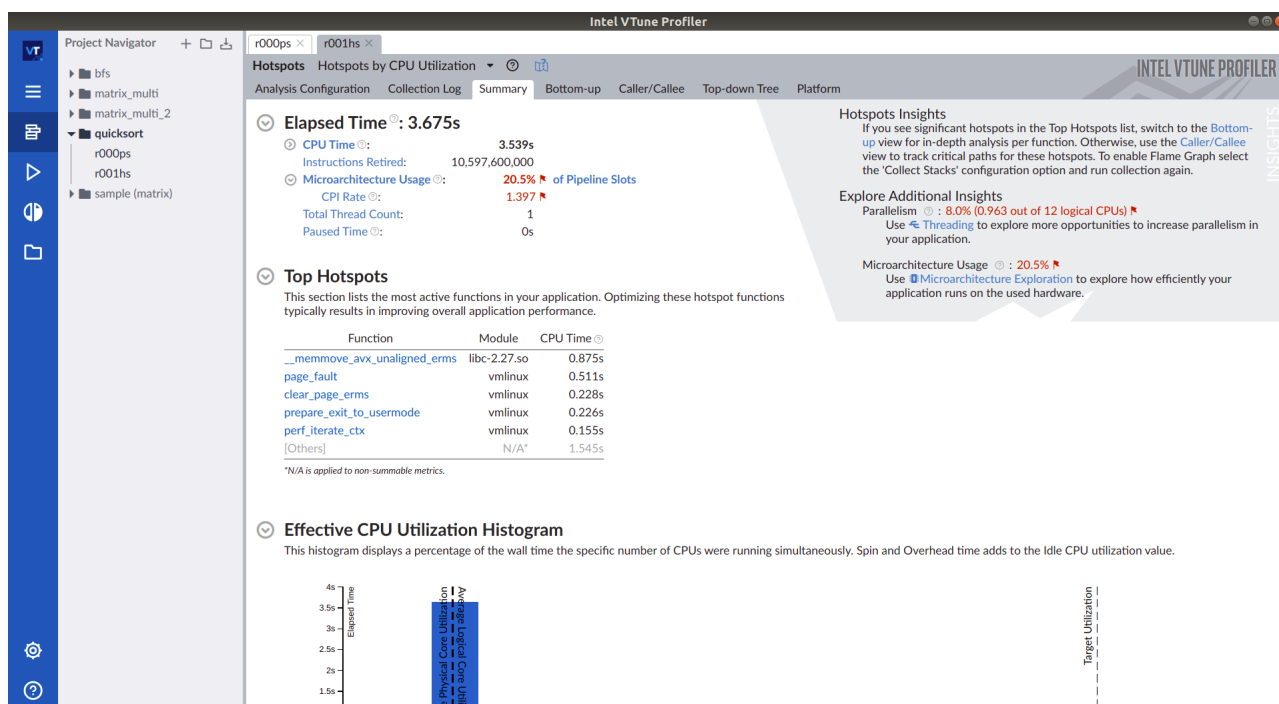 Intel VTune Profiler
VT
Project Navigator
bfs
matrix_multi
matrix_multi_2
quicksort
r000ps
r001hs
sample (matrix)
r000ps ×
r001hs ×
Hotspots Hotspots by CPU Utilization
INTEL VTUNE PROFILER
Analysis Configuration Collection Log Summary Bottom-up Caller/Callee Top-down Tree Platform
Elapsed Time: 3.675s
CPU Time: 3.539s
Instructions Retired: 10,597,600,000
Microarchitecture Usage: 20.5% of Pipeline Slots
CPI Rate: 1.397
Total Thread Count: 1
Paused Time: 0s
Hotspots Insights
If you see significant hotspots in the Top Hotspots list, switch to the Bottom-
up view for in-depth analysis per function. Otherwise, use the Caller/Callee
view to track critical paths for these hotspots. To enable Flame Graph select
the 'Collect Stacks' configuration option and run collection again.
Explore Additional Insights
Parallelism : 8.0% (0.963 out of 12 logical CPUs)
Use Threading to explore more opportunities to increase parallelism in
your application.
Microarchitecture Usage : 20.5%
Use Microarchitecture Exploration to explore how efficiently your
application runs on the used hardware.
INSIGHTS
Top Hotspots
This section lists the most active functions in your application. Optimizing these hotspot functions
typically results in improving overall application performance.
Function Module CPU Time
__memmove_avx_unaligned_erms libc-2.27.so 0.875s
page_fault vmlinux 0.511s
clear_page_erms vmlinux 0.228s
prepare_exit_to_usermode vmlinux 0.226s
perf_iterate_ctx vmlinux 0.155s
[Others] N/A* 1.545s
*N/A is applied to non-summable metrics.
Effective CPU Utilization Histogram
This histogram displays a percentage of the wall time the specific number of CPUs were running simultaneously. Spin and Overhead time adds to the Idle CPU utilization value.
4s
3.5s
3s
2.5s
2s
1.5s
Elapsed Time
Physical Core Utilization
Average Logical Core
Target Utilization